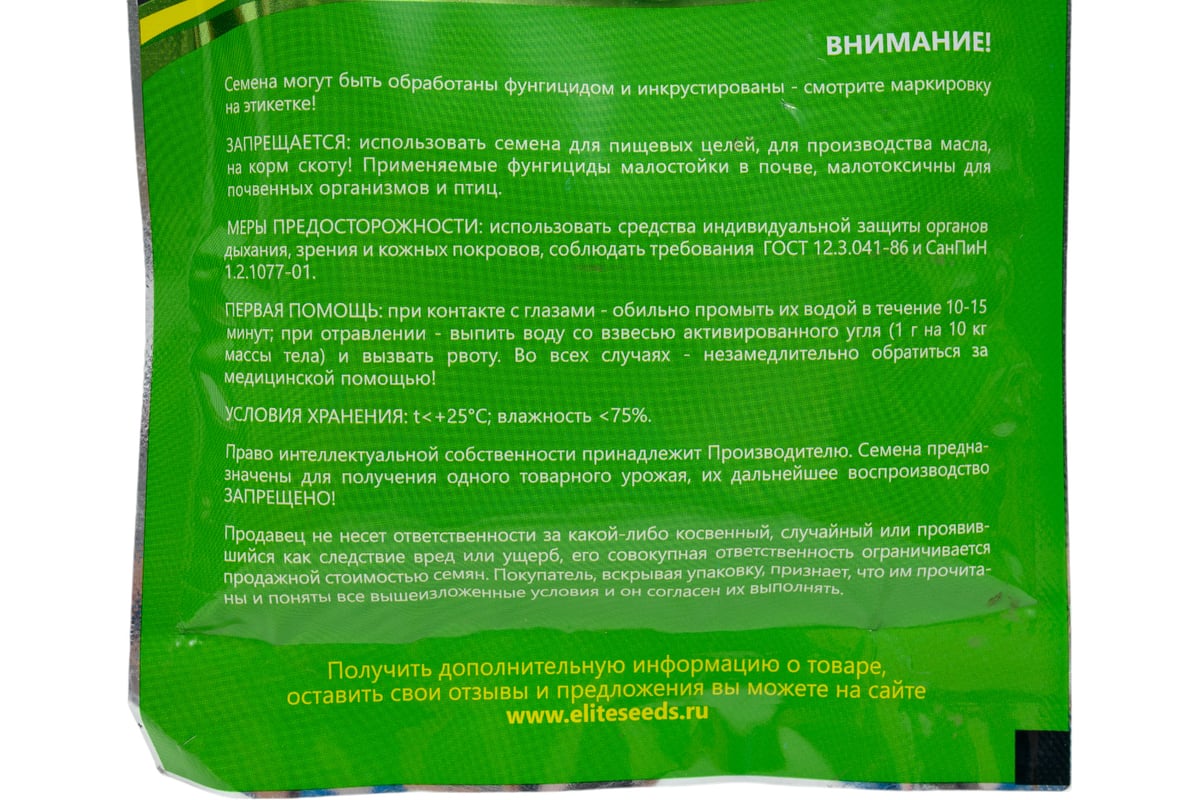 ВНИМАНИЕ!
Семена могут быть обработаны фунгицидом и инкрустированы - смотрите маркировку
на этикетке!
ЗАПРЕЩАЕТСЯ: использовать семена для пищевых целей, для производства масла,
на корм скоту! Применяемые фунгициды малостойки в почве, малотоксичны для
почвенных организмов и птиц.
МЕРЫ ПРЕДОСТОРОЖНОСТИ: использовать средства индивидуальной защиты органов
дыхания, зрения и кожных покровов, соблюдать требования ГОСТ 12.3.041-86 и СанПиН
1.2.1077-01.
ПЕРВАЯ ПОМОЩЬ: при контакте с глазами - обильно промыть их водой в течение 10-15
минут; при отравлении - выпить воду со взвесью активированного угля (1 г на 10 кг
массы тела) и вызвать рвоту. Во всех случаях - незамедлительно обратиться за
медицинской помощью!
УСЛОВИЯ ХРАНЕНИЯ: t<+25°C; влажность <75%.
Право интеллектуальной собственности принадлежит Производителю. Семена предна-
значены для получения одного товарного урожая, их дальнейшее воспроизводство
ЗАПРЕЩЕНО!
Продавец не несет ответственности за какой-либо косвенный, случайный или проявив-
шийся как следствие вред или ущерб, его совокупная ответственность ограничивается
продажной стоимостью семян. Покупатель, вскрывая упаковку, признает, что им прочита-
ны и поняты все вышеизложенные условия и он согласен их выполнять.
Получить дополнительную информацию о товаре,
оставить свои отзывы и предложения вы можете на сайте
www.eliteseeds.ru